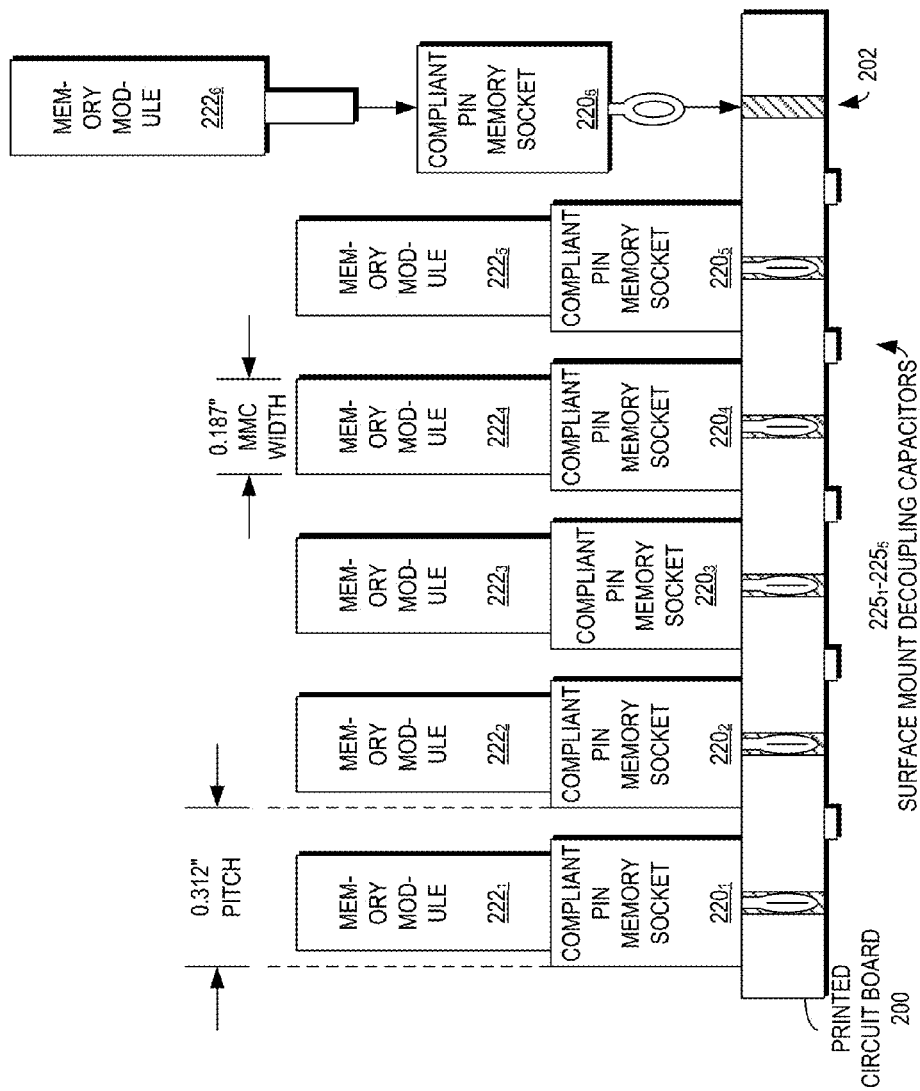 MEM-
ORY
MOD-
ULE
222₆
COMPLIANT
PIN
MEMORY
SOCKET
220₆
202
0.312"
PITCH
0.187"
MMC
WIDTH
MEM-
ORY
MOD-
ULE
222₁
MEM-
ORY
MOD-
ULE
222₂
MEM-
ORY
MOD-
ULE
222₃
MEM-
ORY
MOD-
ULE
222₄
MEM-
ORY
MOD-
ULE
222₅
COMPLIANT
PIN
MEMORY
SOCKET
220₁
COMPLIANT
PIN
MEMORY
SOCKET
220₂
COMPLIANT
PIN
MEMORY
SOCKET
220₃
COMPLIANT
PIN
MEMORY
SOCKET
220₄
COMPLIANT
PIN
MEMORY
SOCKET
220₅
PRINTED
CIRCUIT BOARD
200
225₁-225₅
SURFACE MOUNT DECOUPLING CAPACITORS